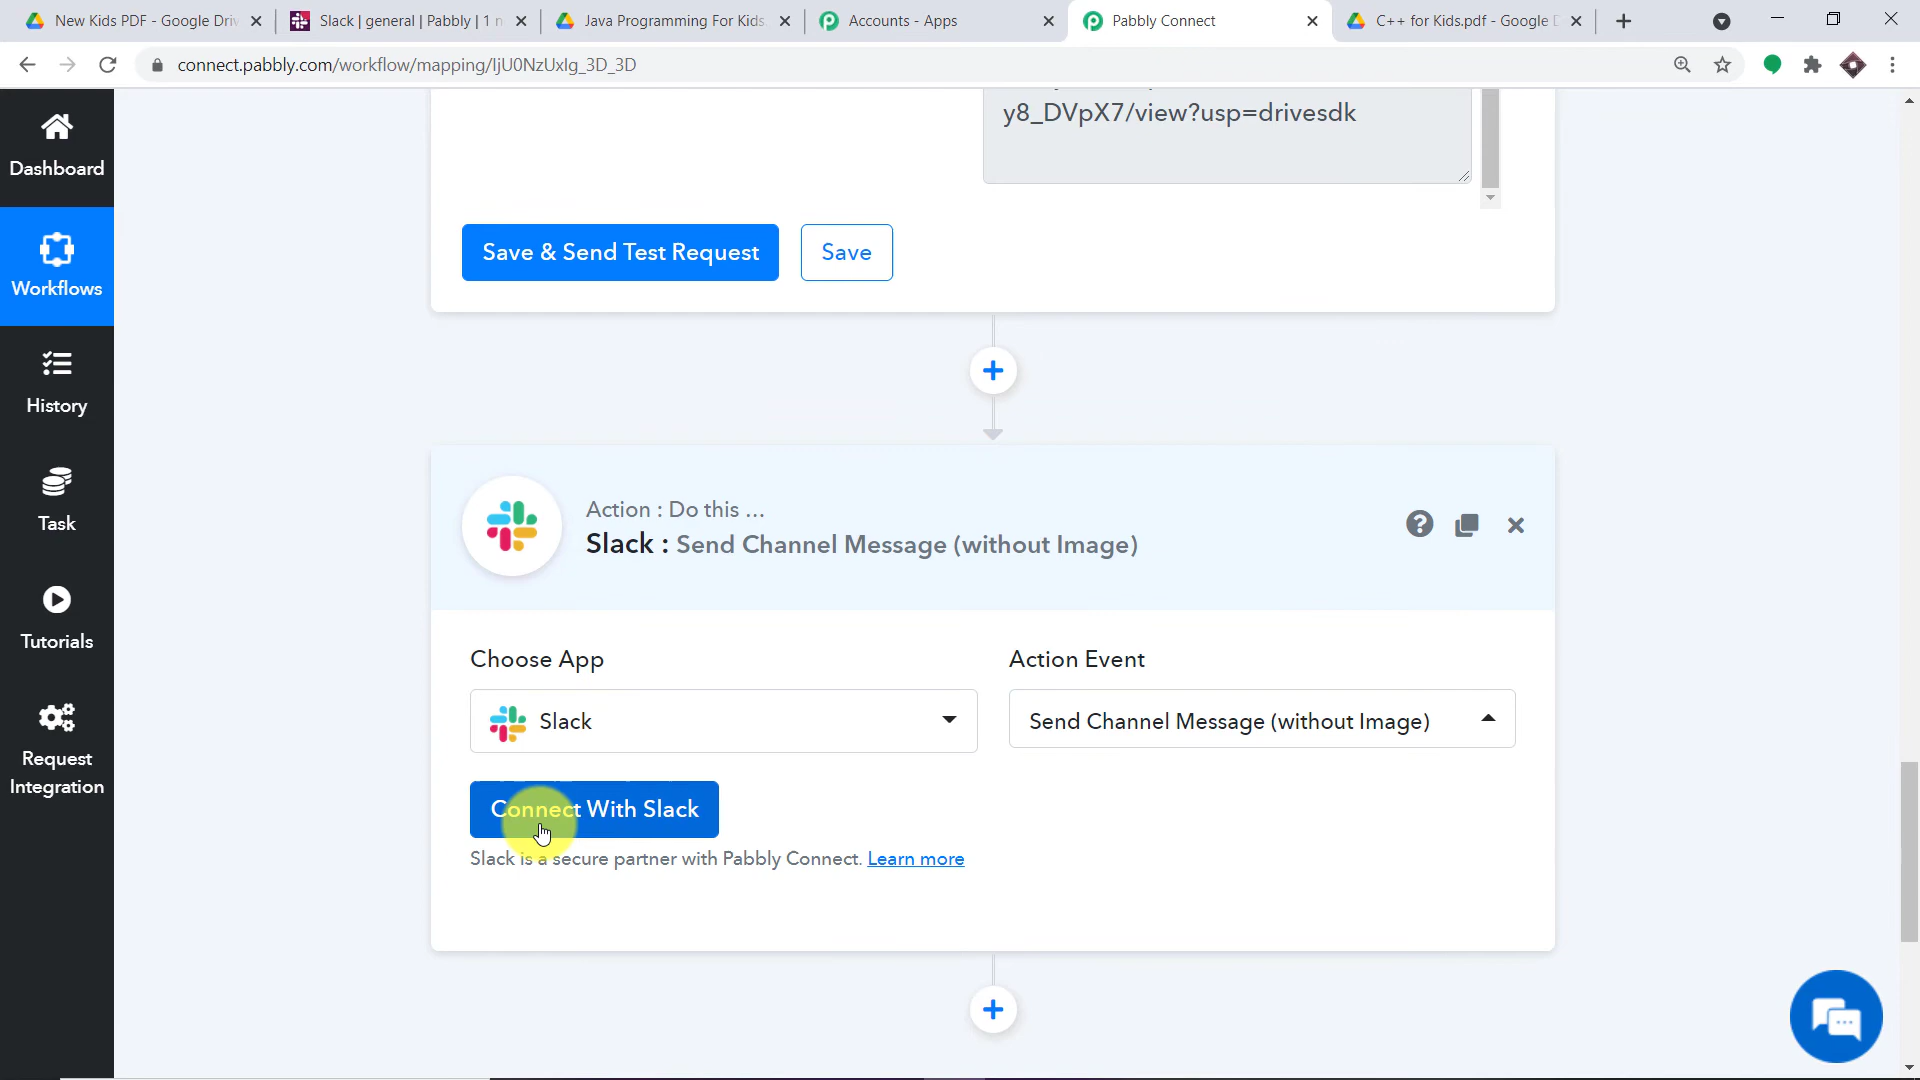 New Kids PDF - Google Driv
Slack | general | Pabbly | 1 n
Java Programming For Kids
Accounts - Apps
Pabbly Connect
C++ for Kids.pdf - Google D
connect.pabbly.com/workflow/mapping/IjU0NzUxIg_3D_3D
Dashboard
Workflows
History
Task
Tutorials
Request
Integration
y8_DVpX7/view?usp=drivesdk
Save & Send Test Request
Save
Action : Do this ...
Slack : Send Channel Message (without Image)
Choose App
Action Event
Slack
Send Channel Message (without Image)
Connect With Slack
Slack is a secure partner with Pabbly Connect. Learn more